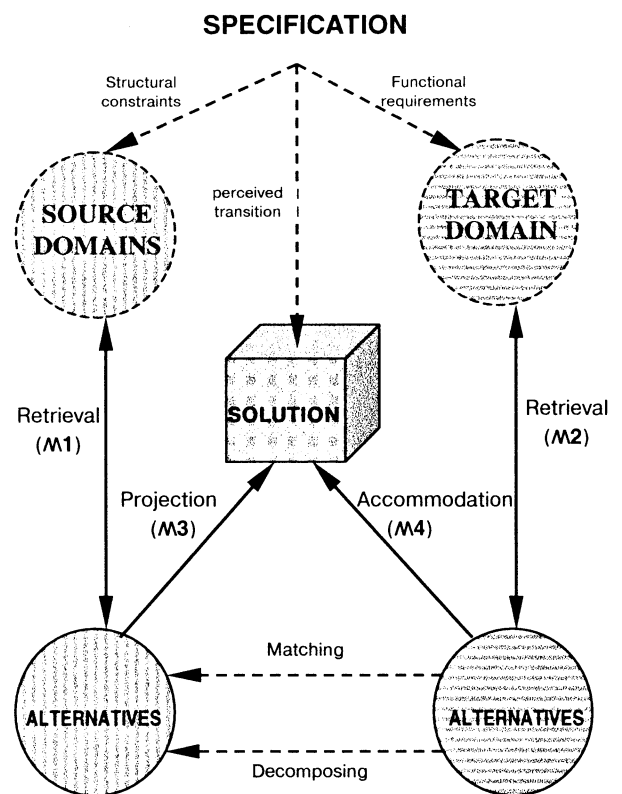 SPECIFICATION
Structural
constraints
Functional
requirements
SOURCE
DOMAINS
perceived
transition
TARGET
DOMAIN
Retrieval
(M1)
SOLUTION
Retrieval
(M2)
Projection
(M3)
Accommodation
(M4)
Matching
ALTERNATIVES
ALTERNATIVES
Decomposing